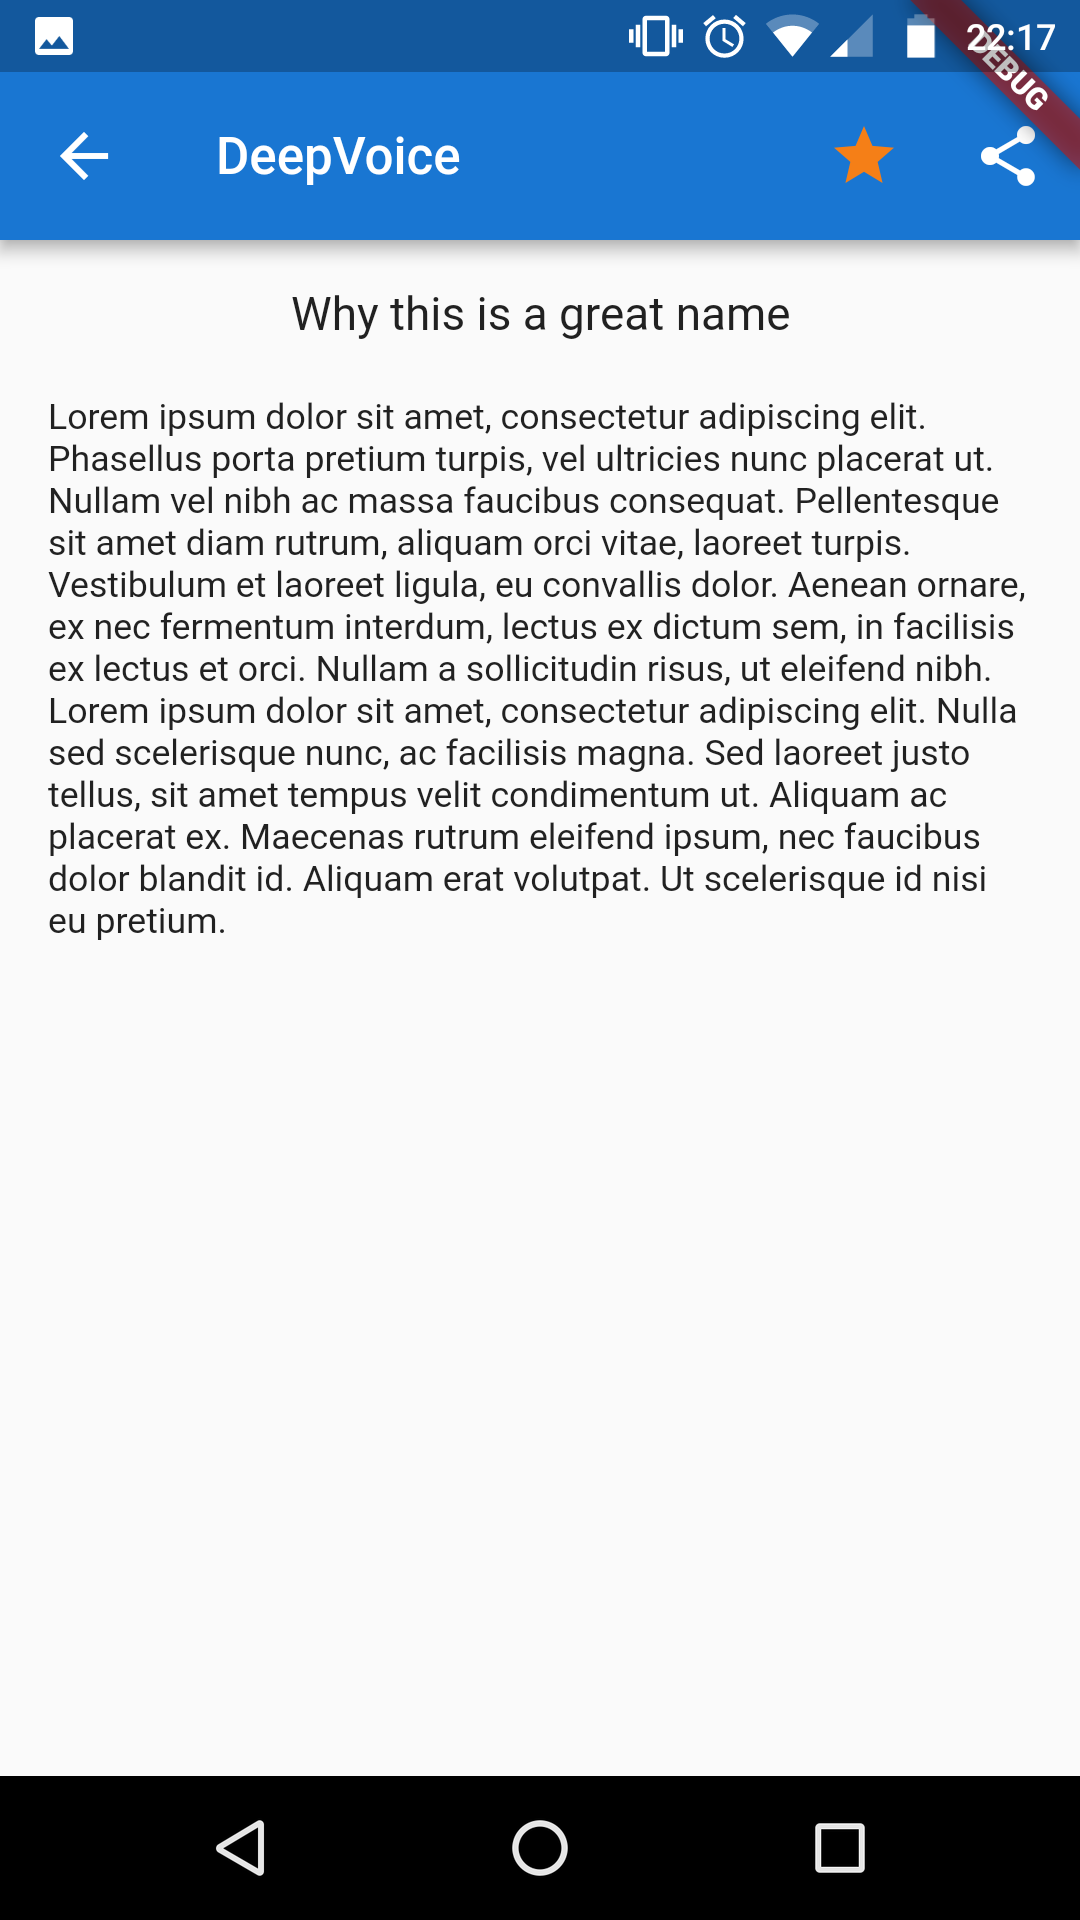 22:17
DEBUG
DeepVoice
Why this is a great name
Lorem ipsum dolor sit amet, consectetur adipiscing elit.
Phasellus porta pretium turpis, vel ultricies nunc placerat ut.
Nullam vel nibh ac massa faucibus consequat. Pellentesque
sit amet diam rutrum, aliquam orci vitae, laoreet turpis.
Vestibulum et laoreet ligula, eu convallis dolor. Aenean ornare,
ex nec fermentum interdum, lectus ex dictum sem, in facilisis
ex lectus et orci. Nullam a sollicitudin risus, ut eleifend nibh.
Lorem ipsum dolor sit amet, consectetur adipiscing elit. Nulla
sed scelerisque nunc, ac facilisis magna. Sed laoreet justo
tellus, sit amet tempus velit condimentum ut. Aliquam ac
placerat ex. Maecenas rutrum eleifend ipsum, nec faucibus
dolor blandit id. Aliquam erat volutpat. Ut scelerisque id nisi
eu pretium.